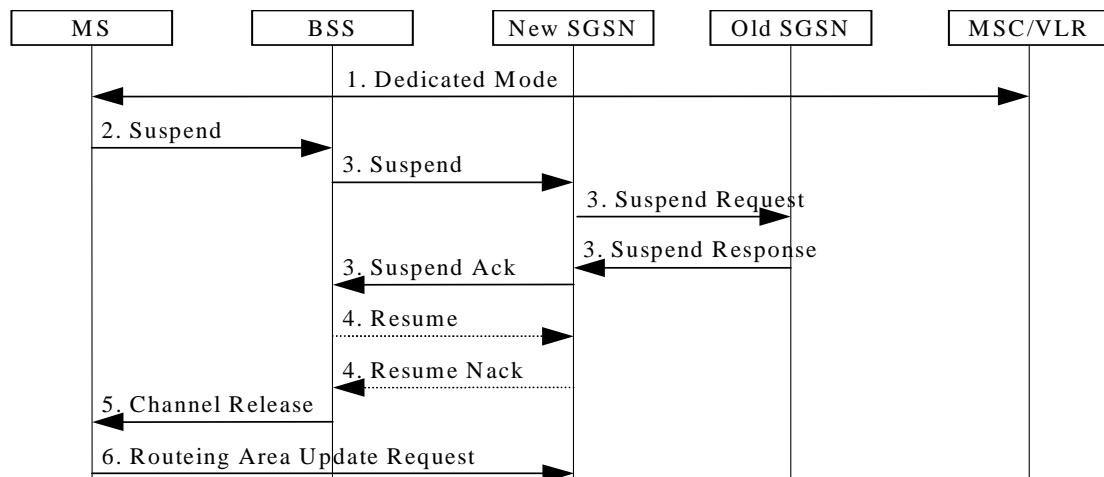 MS BSS New SGSN Old SGSN MSC/VLR
1. Dedicated Mode
2. Suspend
3. Suspend
3. Suspend Request
3. Suspend Response
3. Suspend Ack
4. Resume
4. Resume Nack
5. Channel Release
6. Routeing Area Update Request